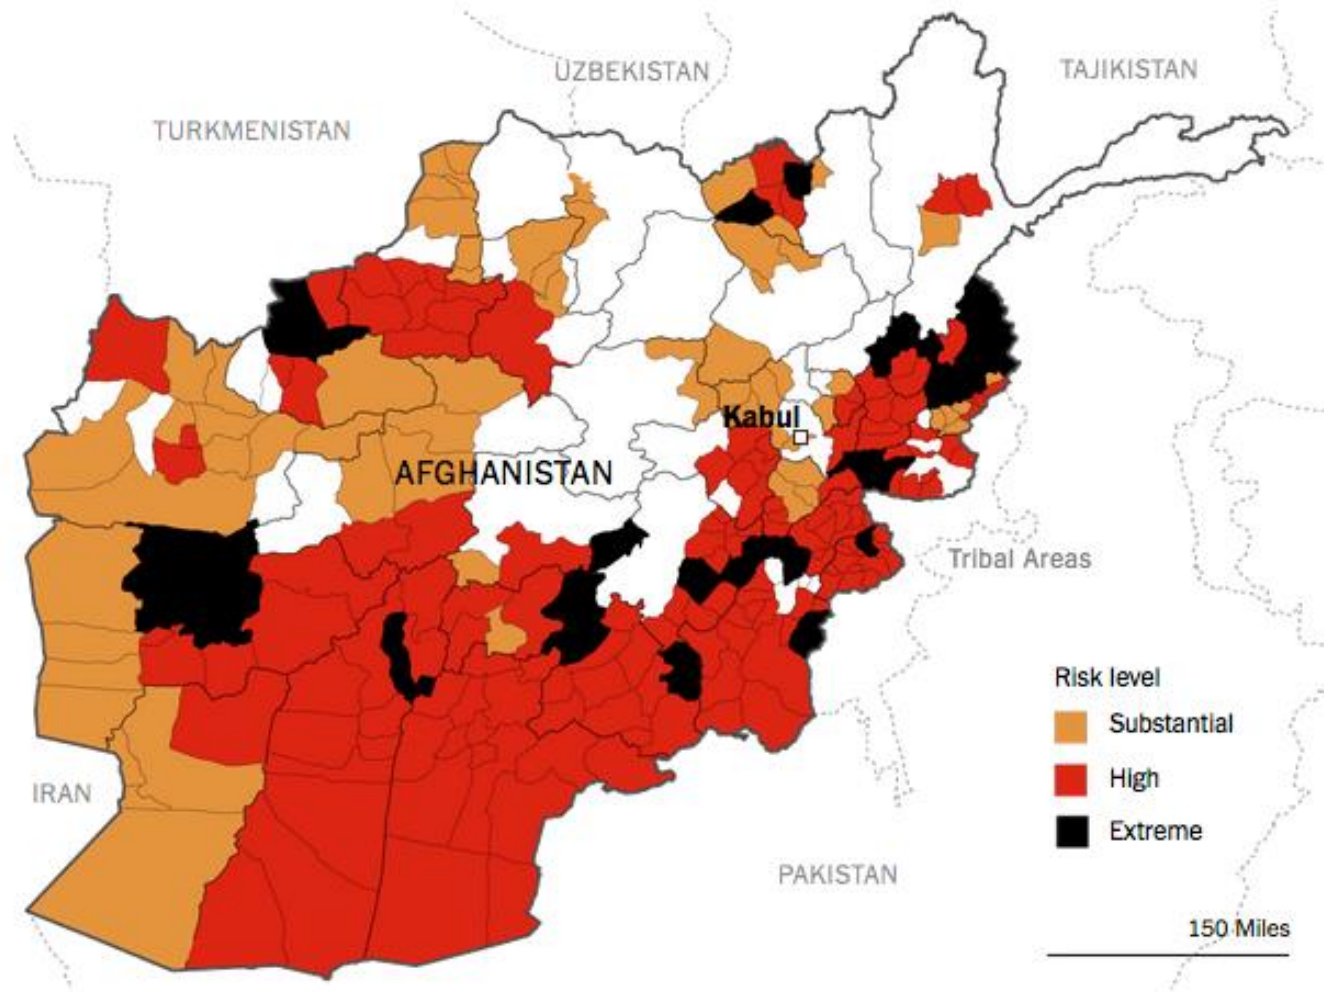 UZBEKISTAN
TAJIKISTAN
TURKMENISTAN
Kabul
AFGHANISTAN
Tribal Areas
Risk level
Substantial
High
Extreme
IRAN
PAKISTAN
150 Miles